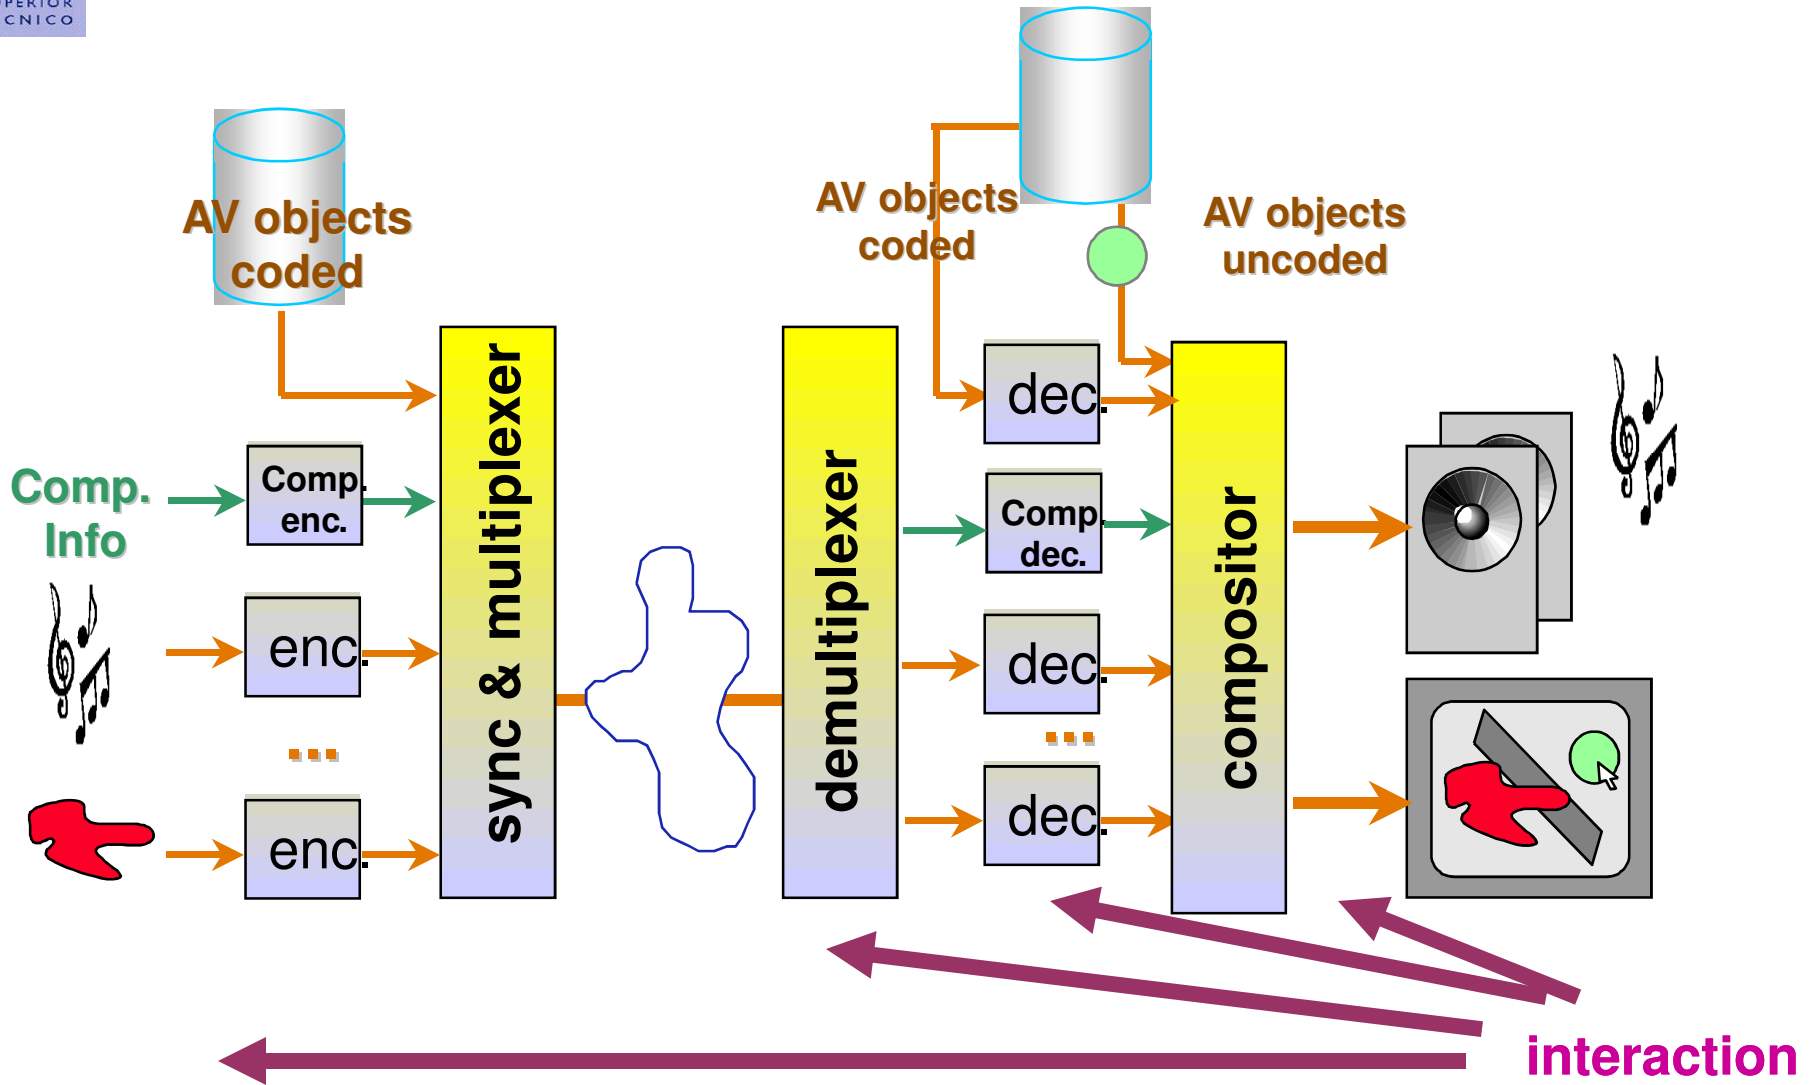 CNICO
AV objects
coded
AV objects
coded
AV objects
uncoded
Comp.
Info
Comp.
enc.
enc.
...
enc.
sync & multiplexer
demultiplexer
dec.
Comp.
dec.
dec.
...
dec.
compositor
interaction